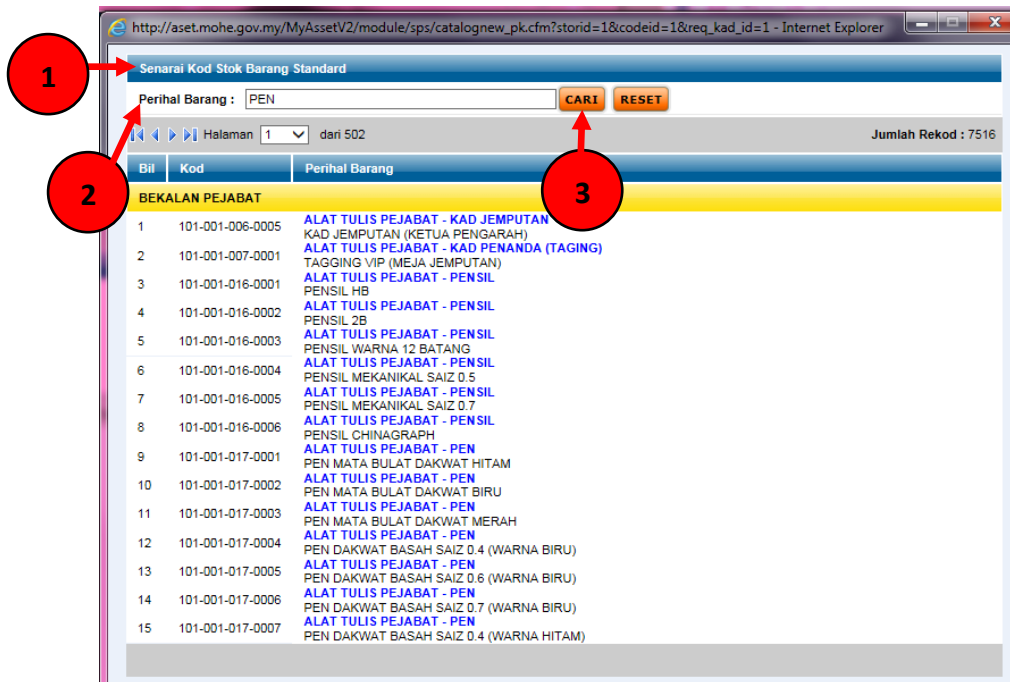 http://aset.mohe.gov.my/MyAssetV2/module/sps/catalognew_pk.cfm?storid=1&codeid=1&req_kad_id=1 - Internet Explorer
1
Senarai Kod Stok Barang Standard
Perihal Barang : PEN CARI RESET
Halaman 1 dari 502 Jumlah Rekod : 7516
Bil Kod Perihal Barang
2
3
BEKALAN PEJABAT
1 101-001-006-0005 ALAT TULIS PEJABAT - KAD JEMPUTAN
KAD JEMPUTAN (KETUA PENGARAH)
2 101-001-007-0001 ALAT TULIS PEJABAT - KAD PENANDA (TAGING)
TAGGING VIP (MEJA JEMPUTAN)
3 101-001-016-0001 ALAT TULIS PEJABAT - PENSIL
PENSIL HB
4 101-001-016-0002 ALAT TULIS PEJABAT - PENSIL
PENSIL 2B
5 101-001-016-0003 ALAT TULIS PEJABAT - PENSIL
PENSIL WARNA 12 BATANG
6 101-001-016-0004 ALAT TULIS PEJABAT - PENSIL
PENSIL MEKANIKAL SAIZ 0.5
7 101-001-016-0005 ALAT TULIS PEJABAT - PENSIL
PENSIL MEKANIKAL SAIZ 0.7
8 101-001-016-0006 ALAT TULIS PEJABAT - PENSIL
PENSIL CHINAGRAPH
9 101-001-017-0001 ALAT TULIS PEJABAT - PEN
PEN MATA BULAT DAKWAT HITAM
10 101-001-017-0002 ALAT TULIS PEJABAT - PEN
PEN MATA BULAT DAKWAT BIRU
11 101-001-017-0003 ALAT TULIS PEJABAT - PEN
PEN MATA BULAT DAKWAT MERAH
12 101-001-017-0004 ALAT TULIS PEJABAT - PEN
PEN DAKWAT BASAH SAIZ 0.4 (WARNA BIRU)
13 101-001-017-0005 ALAT TULIS PEJABAT - PEN
PEN DAKWAT BASAH SAIZ 0.6 (WARNA BIRU)
14 101-001-017-0006 ALAT TULIS PEJABAT - PEN
PEN DAKWAT BASAH SAIZ 0.7 (WARNA BIRU)
15 101-001-017-0007 ALAT TULIS PEJABAT - PEN
PEN DAKWAT BASAH SAIZ 0.4 (WARNA HITAM)